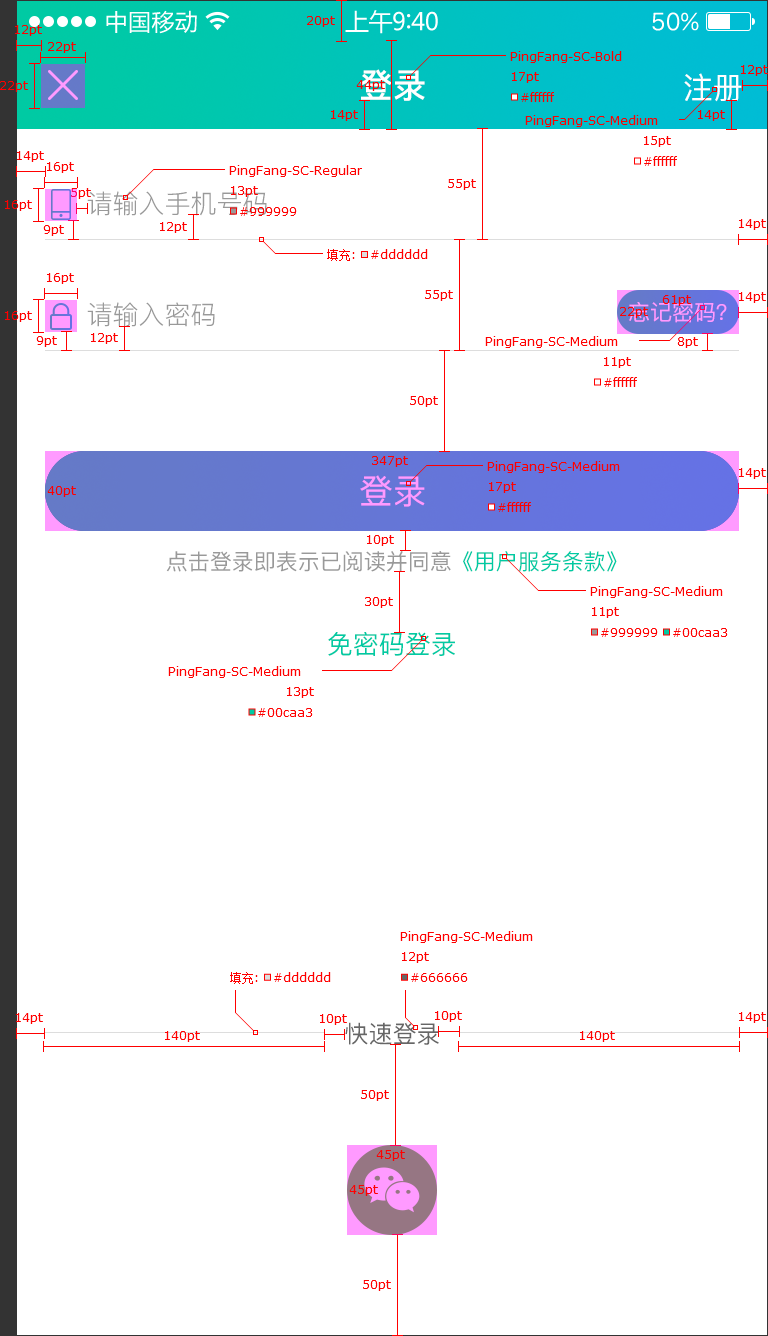 中国移动 上午9:40 50%
20pt
12pt
22pt
22pt
44pt
14pt
登录
PingFang-SC-Bold
17pt
#ffffff
注册
12pt
14pt
PingFang-SC-Medium
15pt
#ffffff
14pt
16pt
16pt
5pt
9pt
请输入手机号码
PingFang-SC-Regular
13pt
#999999
12pt
填充: #dddddd
55pt
14pt
16pt
16pt
9pt
请输入密码
12pt
55pt
忘记密码?
61pt
22pt
14pt
8pt
PingFang-SC-Medium
11pt
#ffffff
50pt
347pt
40pt
登录
PingFang-SC-Medium
17pt
#ffffff
14pt
10pt
点击登录即表示已阅读并同意《用户服务条款》
30pt
PingFang-SC-Medium
11pt
#999999 #00caa3
免密码登录
PingFang-SC-Medium
13pt
#00caa3
PingFang-SC-Medium
12pt
#666666
填充: #dddddd
14pt
140pt
10pt
快速登录
10pt
140pt
14pt
50pt
45pt
45pt
50pt